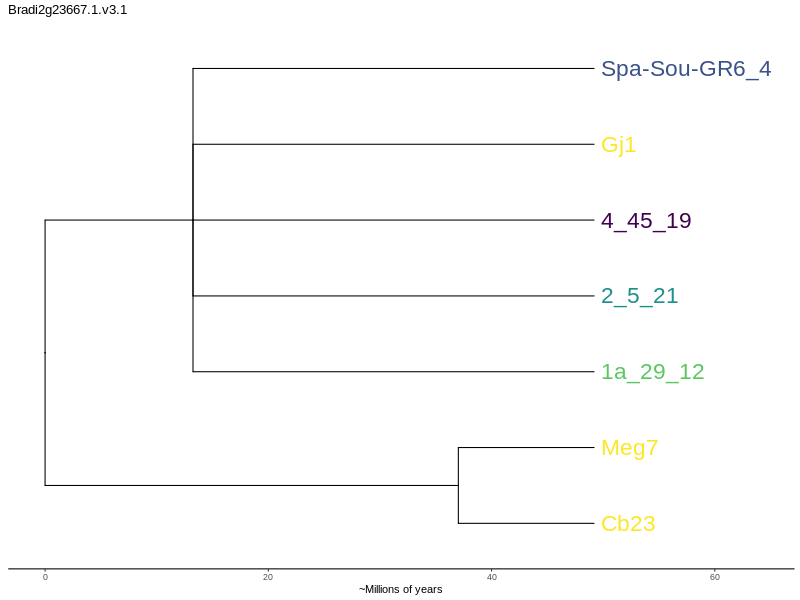 Bradi2g23667.1.v3.1
Spa-Sou-GR6_4
Gj1
4_45_19
2_5_21
1a_29_12
Meg7
Cb23
0 20 40 60
~Millions of years